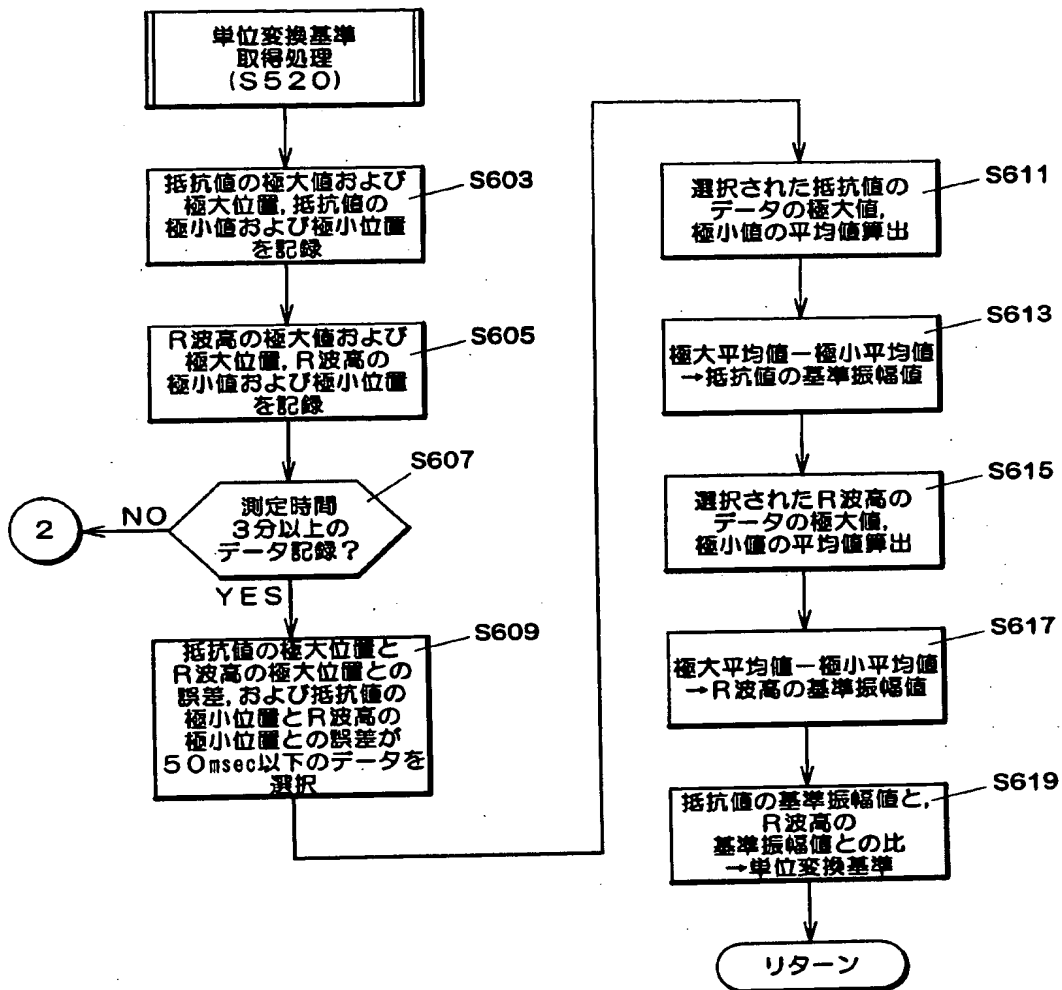 単位変換基準
取得処理
(S520)
抵抗値の極大値および
極大位置,抵抗値の
極小値および極小位置
を記録
S603
R波高の極大値および
極大位置,R波高の
極小値および極小位置
を記録
S605
S607
測定時間
3分以上の
データ記録?
NO
2
YES
S609
抵抗値の極大位置と
R波高の極大位置との
誤差,および抵抗値の
極小位置とR波高の
極小位置との誤差が
50msec以下のデータを
選択
S611
選択された抵抗値の
データの極大値,
極小値の平均値算出
S613
極大平均値-極小平均値
→抵抗値の基準振幅値
S615
選択されたR波高の
データの極大値,
極小値の平均値算出
S617
極大平均値-極小平均値
→R波高の基準振幅値
S619
抵抗値の基準振幅値と,
R波高の
基準振幅値との比
→単位変換基準
リターン